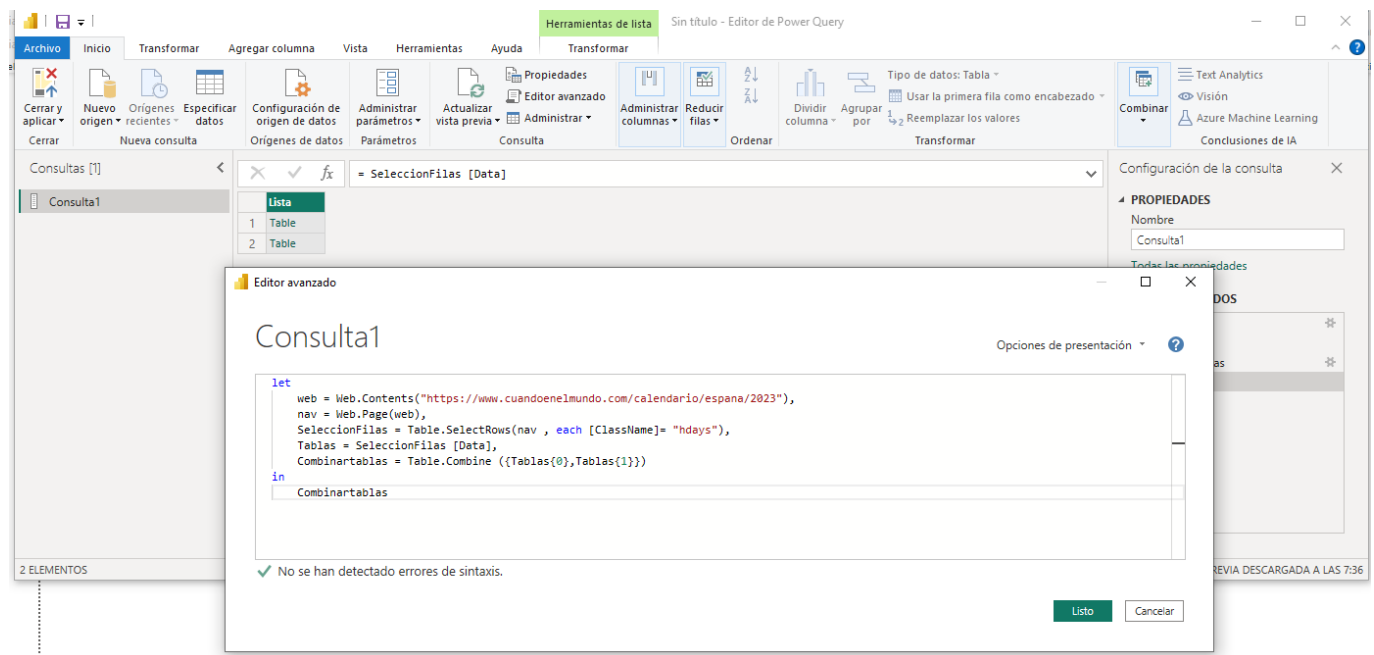 Herramientas de lista
Sin título - Editor de Power Query
Archivo Inicio Transformar Agregar columna Vista Herramientas Ayuda Transformar
Cerrar y aplicar
Nuevo origen
Orígenes recientes
Especificar datos
Configuración de origen de datos
Administrar parámetros
Actualizar vista previa
Propiedades
Editor avanzado
Administrar
Administrar columnas
Reducir filas
Dividir columna
Agrupar por
Tipo de datos: Tabla
Usar la primera fila como encabezado
Reemplazar los valores
Combinar
Text Analytics
Visión
Azure Machine Learning
Cerrar Nueva consulta Orígenes de datos Parámetros Consulta Ordenar Transformar Conclusiones de IA
Consultas [1]
Consulta1
fx
= SeleccionFilas [Data]
Lista
1 Table
2 Table
Configuración de la consulta
PROPIEDADES
Nombre
Consulta1
Todas las propiedades
DOS
as
Editor avanzado
Consulta1
Opciones de presentación
let
web = Web.Contents("https://www.cuandoenelmundo.com/calendario/espana/2023"),
nav = Web.Page(web),
SeleccionFilas = Table.SelectRows(nav , each [ClassName]= "hdays"),
Tablas = SeleccionFilas [Data],
Combinartablas = Table.Combine ({Tablas{0},Tablas{1}})
in
Combinartablas
No se han detectado errores de sintaxis.
Listo Cancelar
2 ELEMENTOS
REVIA DESCARGADA A LAS 7:36